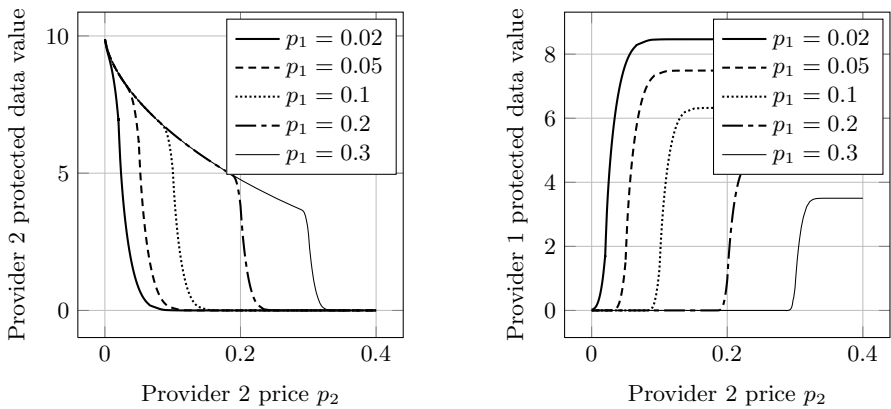 Provider 2 protected data value
10
5
0
0
0.2
0.4
Provider 2 price p₂
p₁ = 0.02
p₁ = 0.05
p₁ = 0.1
p₁ = 0.2
p₁ = 0.3
Provider 1 protected data value
8
6
4
2
0
0
0.2
0.4
Provider 2 price p₂
p₁ = 0.02
p₁ = 0.05
p₁ = 0.1
p₁ = 0.2
p₁ = 0.3